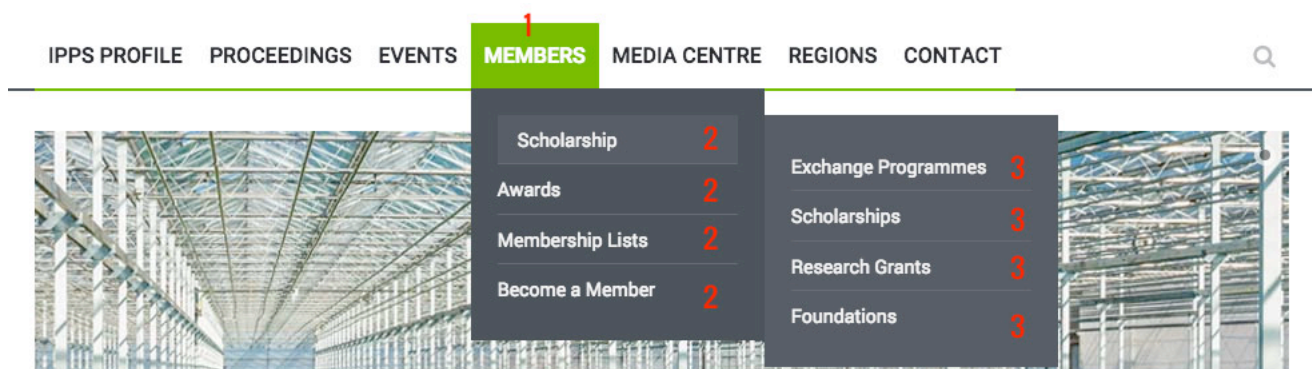 1
IPPS PROFILE PROCEEDINGS EVENTS MEMBERS MEDIA CENTRE REGIONS CONTACT
Scholarship 2
Awards 2
Membership Lists 2
Become a Member 2
Exchange Programmes 3
Scholarships 3
Research Grants 3
Foundations 3